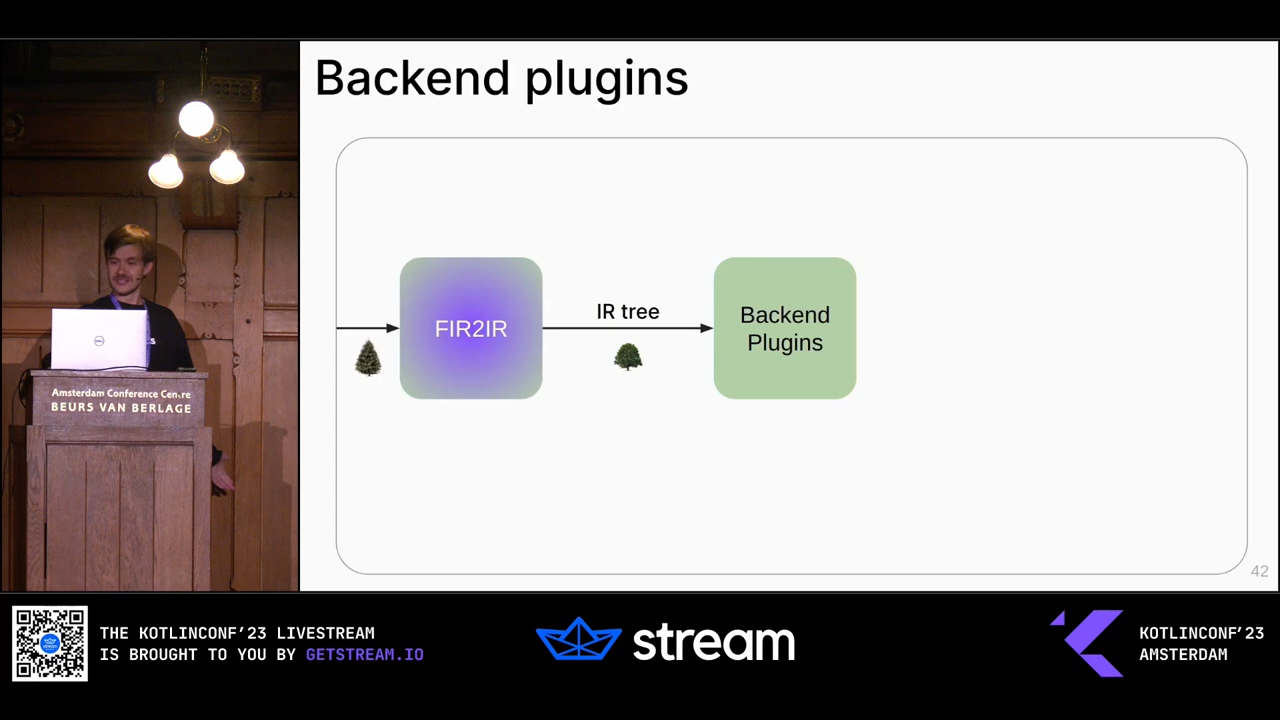 Backend plugins
FIR2IR
IR tree
Backend
Plugins
42
Amsterdam Conference Centre
BEURS VAN BERLAGE
THE KOTLINCONF'23 LIVESTREAM
IS BROUGHT TO YOU BY GETSTREAM.IO
stream
KOTLINCONF'23
AMSTERDAM